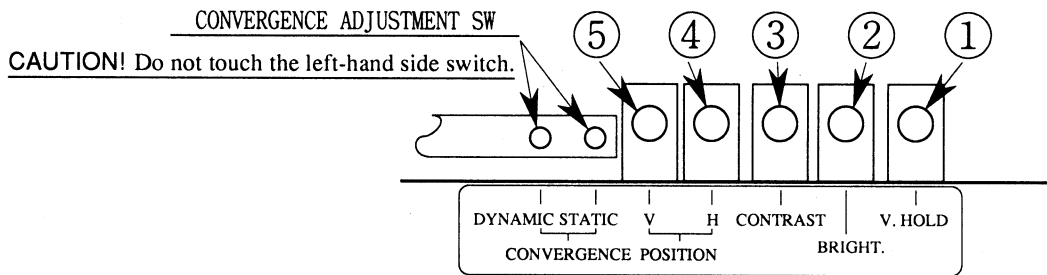 CONVERGENCE ADJUSTMENT SW
CAUTION! Do not touch the left-hand side switch.
⑤ ④ ③ ② ①
DYNAMIC STATIC V H CONTRAST V. HOLD
CONVERGENCE POSITION BRIGHT.